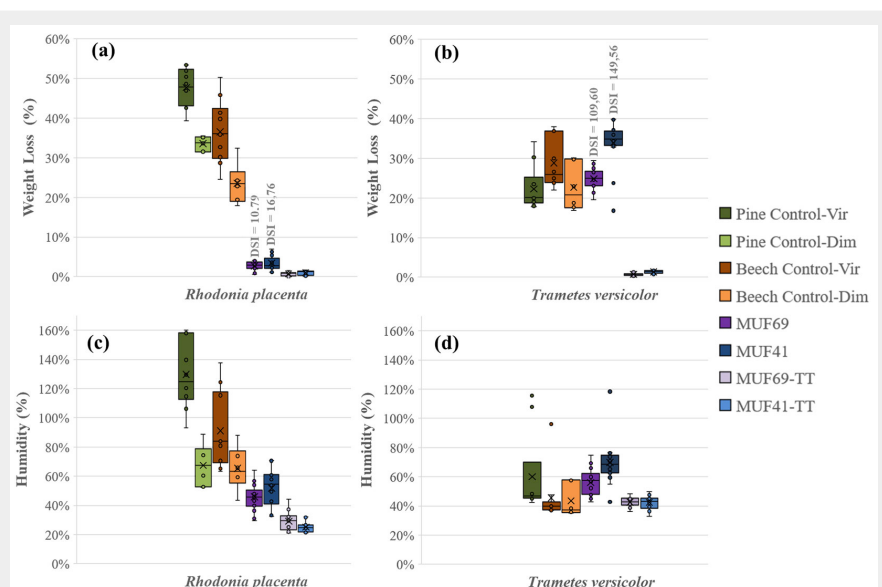 (a)
60%
50%
40%
30%
20%
10%
0%
Weight Loss (%)
DSI = 10.79
DSI = 16,76
Rhodonia placenta
(b)
60%
50%
40%
30%
20%
10%
0%
Weight Loss (%)
DSI = 109,60
DSI = 149,56
Trametes versicolor
Pine Control-Vir
Pine Control-Dim
Beech Control-Vir
Beech Control-Dim
MUF69
MUF41
MUF69-TT
MUF41-TT
(c)
160%
140%
120%
100%
80%
60%
40%
20%
0%
Humidity (%)
Rhodonia placenta
(d)
160%
140%
120%
100%
80%
60%
40%
20%
0%
Humidity (%)
Trametes versicolor